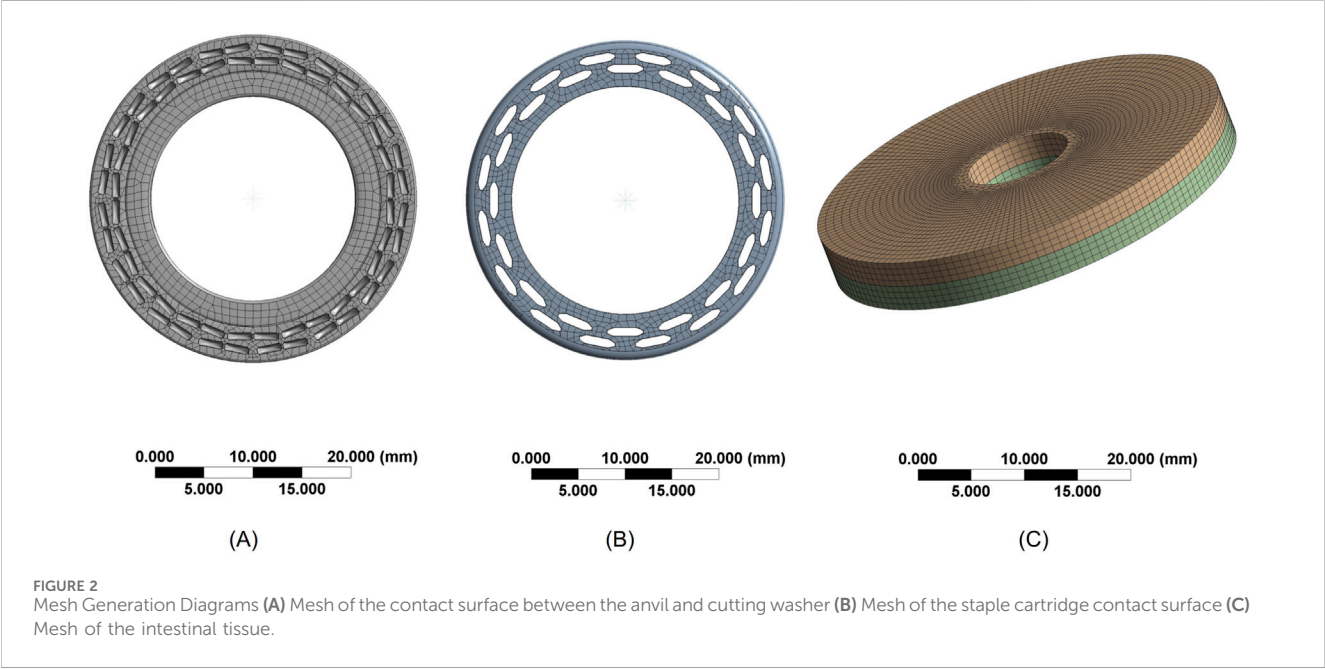 0.000 10.000 20.000 (mm)
5.000 15.000
(A)
0.000 10.000 20.000 (mm)
5.000 15.000
(B)
0.000 10.000 20.000 (mm)
5.000 15.000
(C)
FIGURE 2
Mesh Generation Diagrams (A) Mesh of the contact surface between the anvil and cutting washer (B) Mesh of the staple cartridge contact surface (C)
Mesh of the intestinal tissue.